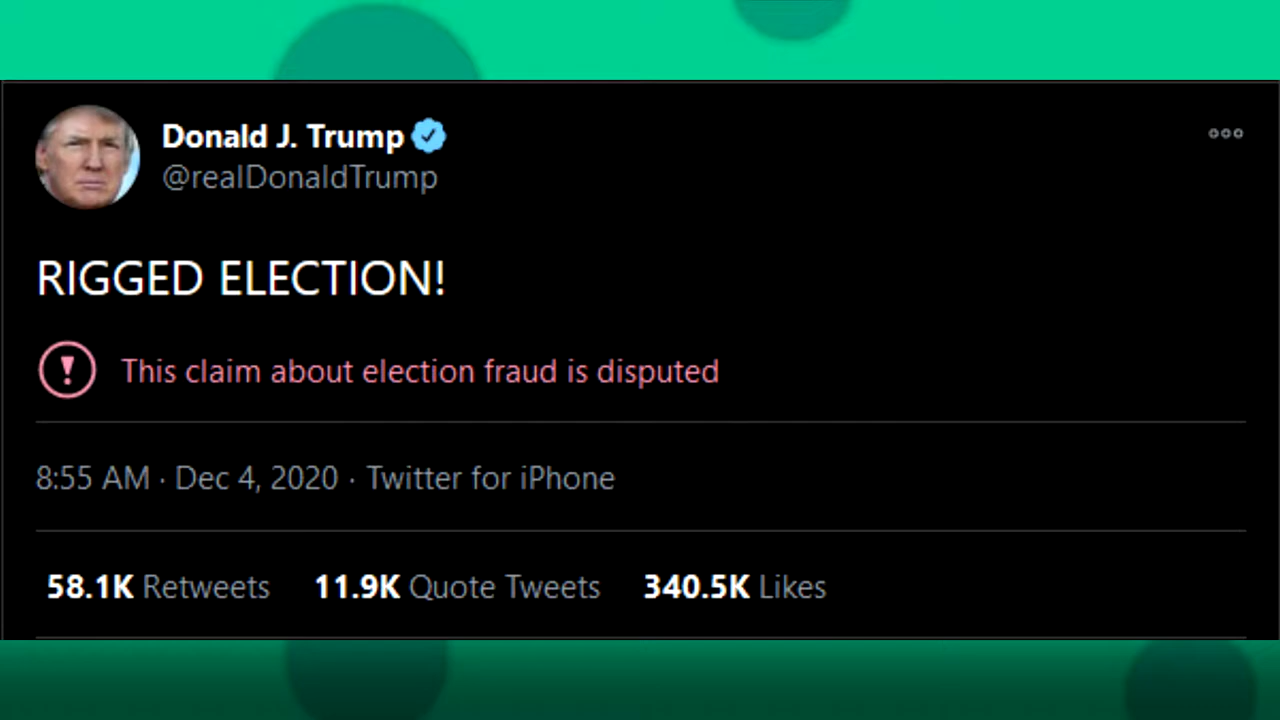 Donald J. Trump
@realDonaldTrump
RIGGED ELECTION!
This claim about election fraud is disputed
8:55 AM · Dec 4, 2020 · Twitter for iPhone
58.1K Retweets 11.9K Quote Tweets 340.5K Likes